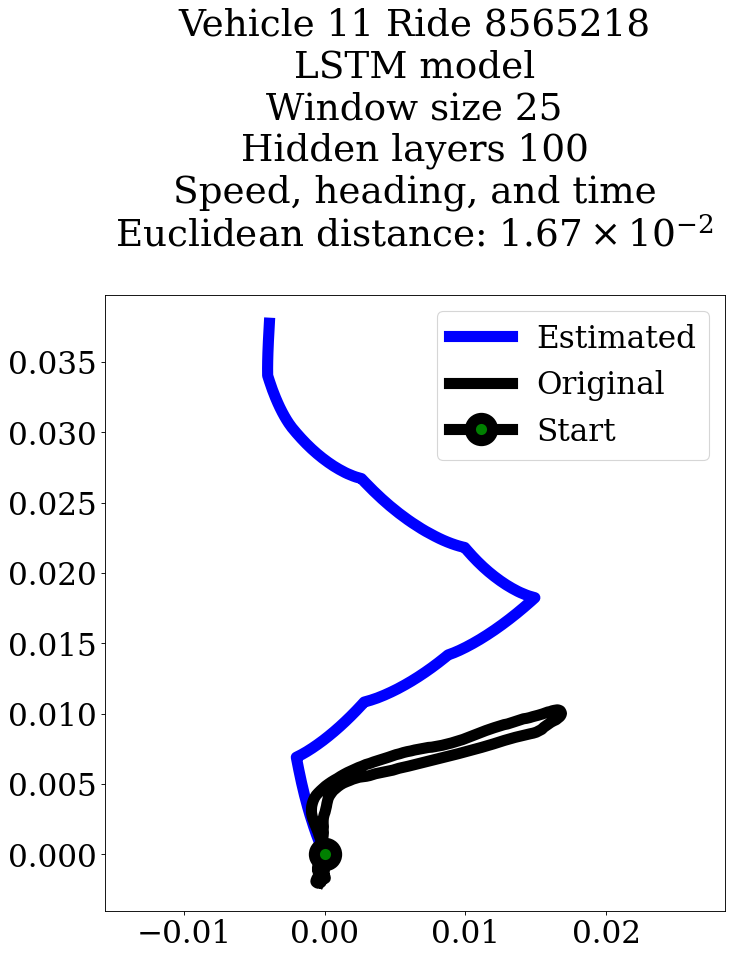 Vehicle 11 Ride 8565218
LSTM model
Window size 25
Hidden layers 100
Speed, heading, and time
Euclidean distance: 1.67 × 10⁻²
Estimated
Original
Start
0.035
0.030
0.025
0.020
0.015
0.010
0.005
0.000
−0.01 0.00 0.01 0.02